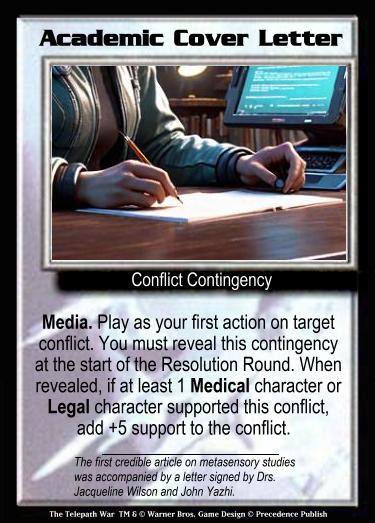 Academic Cover Letter
Conflict Contingency
Media. Play as your first action on target
conflict. You must reveal this contingency
at the start of the Resolution Round. When
revealed, if at least 1 Medical character or
Legal character supported this conflict,
add +5 support to the conflict.
The first credible article on metasensory studies
was accompanied by a letter signed by Drs.
Jacqueline Wilson and John Yazhi.
The Telepath War TM & © Warner Bros. Game Design © Precedence Publish